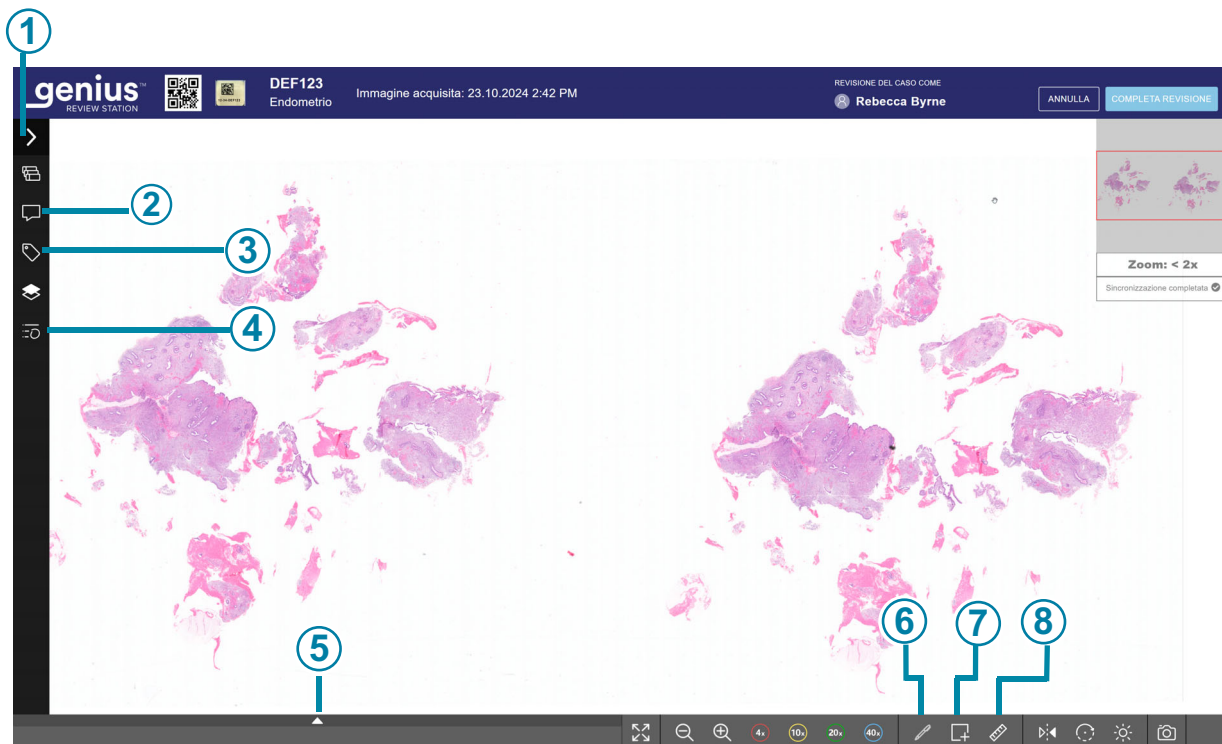 1
genius™
REVIEW STATION
DEF123
Endometrio
Immagine acquisita: 23.10.2024 2:42 PM
REVISIONE DEL CASO COME
Rebecca Byrne
ANNULLA
COMPLETA REVISIONE
2
3
4
Zoom: < 2x
Sincronizzazione completata
5
6
7
8
4x
10x
20x
40x